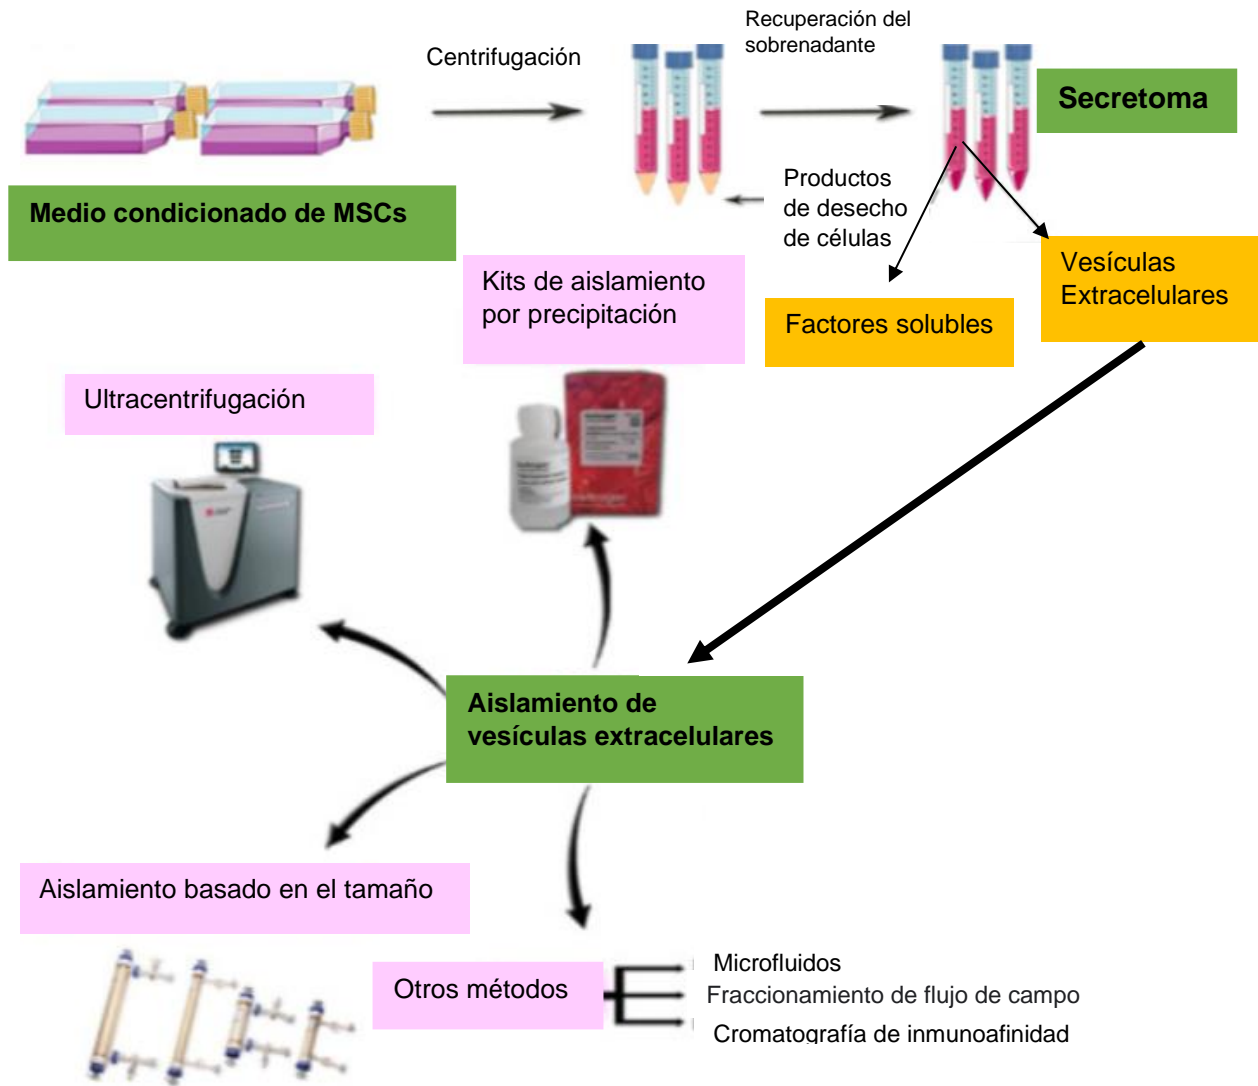 Centrifugación
Recuperación del
sobrenadante
Secretoma
Medio condicionado de MSCs
Productos
de desecho
de células
Vesículas
Extracelulares
Kits de aislamiento
por precipitación
Factores solubles
Ultracentrifugación
Aislamiento de
vesículas extracelulares
Aislamiento basado en el tamaño
Otros métodos
Microfluidos
Fraccionamiento de flujo de campo
Cromatografía de inmunoafinidad